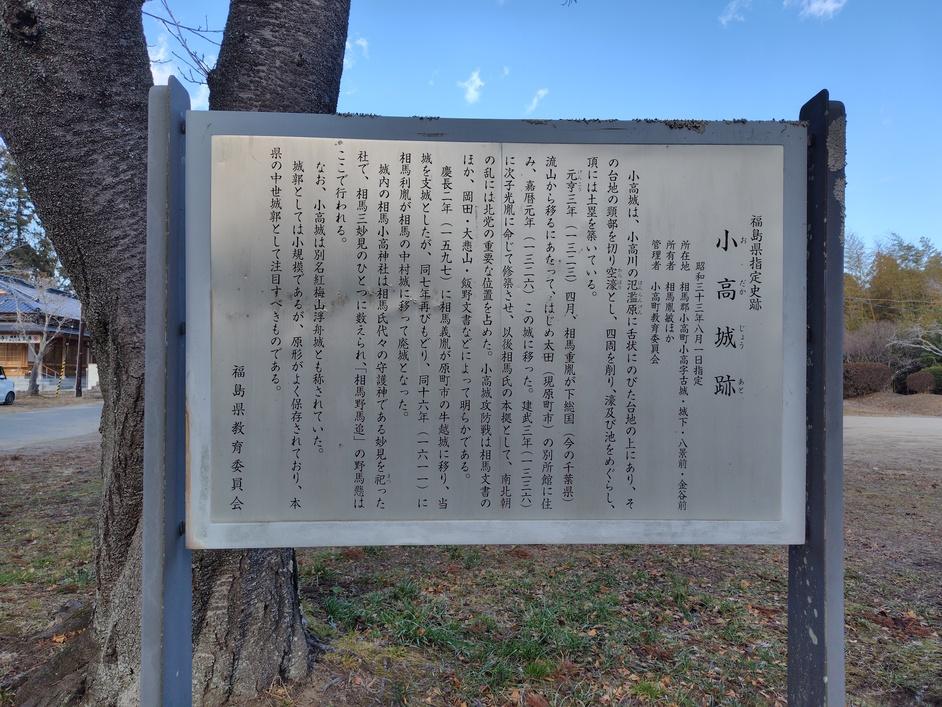 福島県指定史跡
小高城跡
おだかじょうあと
昭和三十三年八月一日指定
所在地 相馬郡小高町小高字古城・城下・八景前・金谷前
所有者 相馬胤敏ほか
管理者 小高町教育委員会
小高城は、小高川の氾濫原に舌状にのびた台地の上にあり、そ
の台地の頸部を切り空濠とし、四周を削り、濠及び池をめぐらし、
頂には土塁を築いている。
元亨三年（一三二三）四月、相馬重胤が下総国（今の千葉県）
流山から移るにあたって、はじめ太田（現原町市）の別所館に住
み、嘉暦元年（一三二六）この城に移った。建武三年（一三三六）
に次子光胤に命じて修築させ、以後相馬氏の本拠として、南北朝
の乱には北党の重要な位置を占めた。小高城攻防戦は相馬文書の
ほか、岡田・大悲山・飯野文書などによって明らかである。
慶長二年（一五九七）に相馬義胤が原町市の牛越城に移り、当
城を支城としたが、同七年再びもどり、同十六年（一六一一）に
相馬利胤が相馬の中村城に移って廃城となった。
城内の相馬小高神社は相馬氏代々の守護神である妙見を祀った
社で、相馬三妙見のひとつに数えられ「相馬野馬追」の野馬懸は
ここで行われる。
なお、小高城は別名紅梅山浮舟城とも称されていた。
城郭としては小規模であるが、原形がよく保存されており、本
県の中世城郭として注目すべきものである。
福島県教育委員会